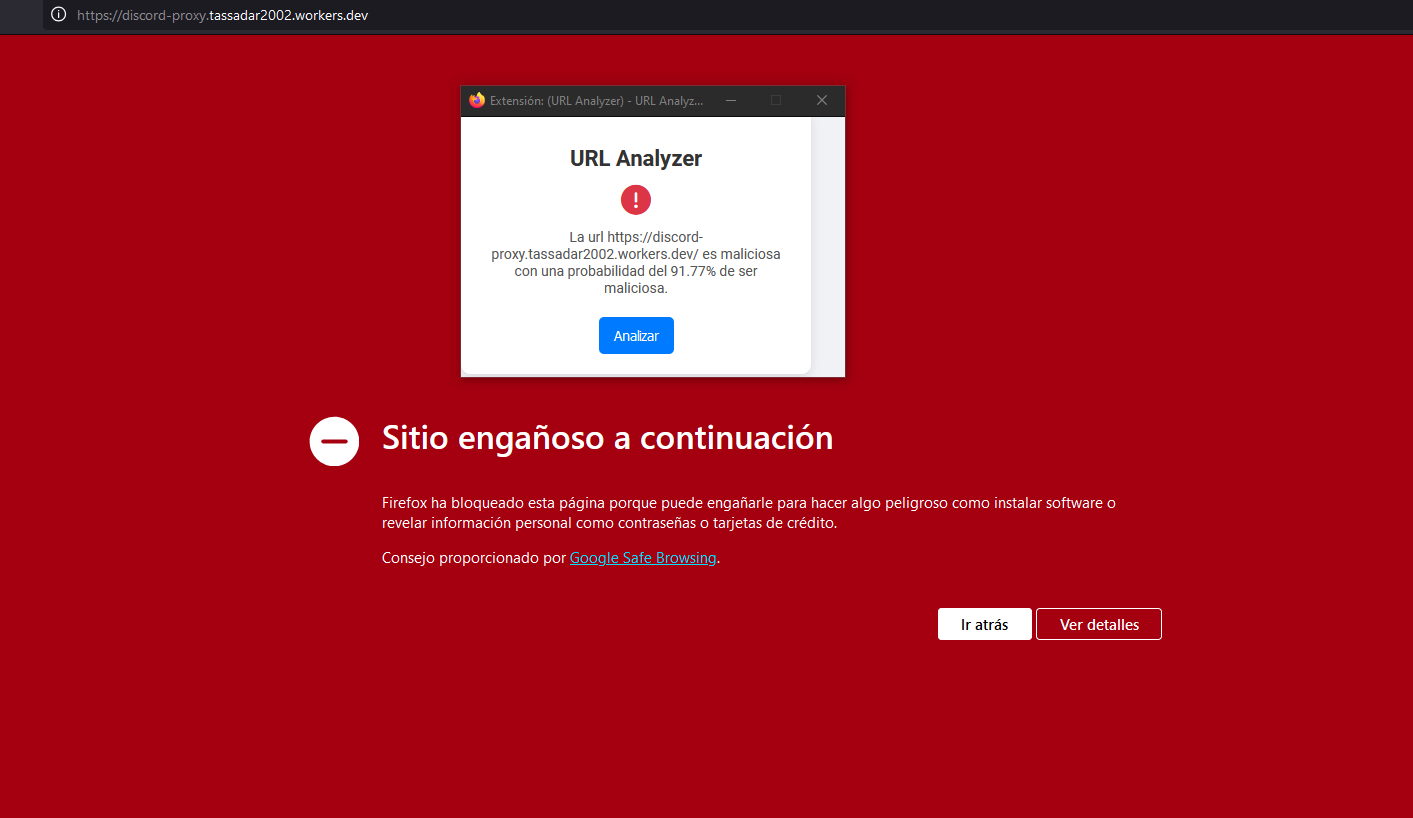 https://discord-proxy.tassadar2002.workers.dev
Extensión: (URL Analyzer) - URL Analyz...
URL Analyzer
La url https://discord-
proxy.tassadar2002.workers.dev/ es maliciosa
con una probabilidad del 91.77% de ser
maliciosa.
Analizar
Sitio engañoso a continuación
Firefox ha bloqueado esta página porque puede engañarle para hacer algo peligroso como instalar software o
revelar información personal como contraseñas o tarjetas de crédito.
Consejo proporcionado por Google Safe Browsing.
Ir atrás
Ver detalles